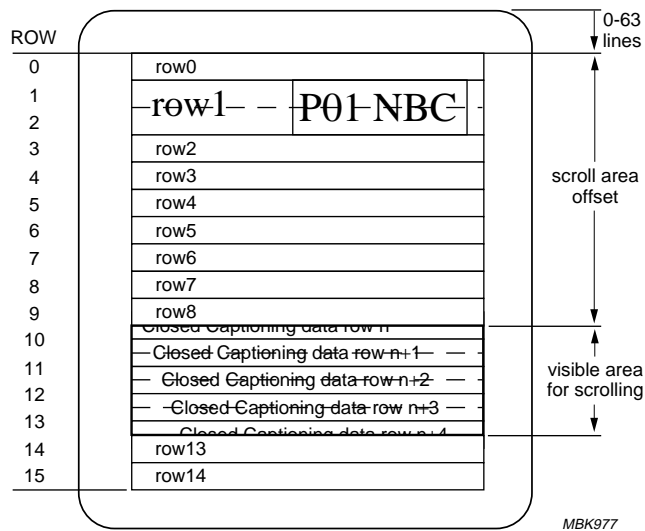 0-63
lines
ROW
0 row0
1 row1 P01 NBC
2
3 row2
4 row3
5 row4
scroll area
offset
6 row5
7 row6
8 row7
9 row8
Closed Captioning data row n
10
Closed Captioning data row n+1
11
Closed Captioning data row n+2
visible area
for scrolling
12
Closed Captioning data row n+3
13
Closed Captioning data row n+4
14 row13
15 row14
MBK977